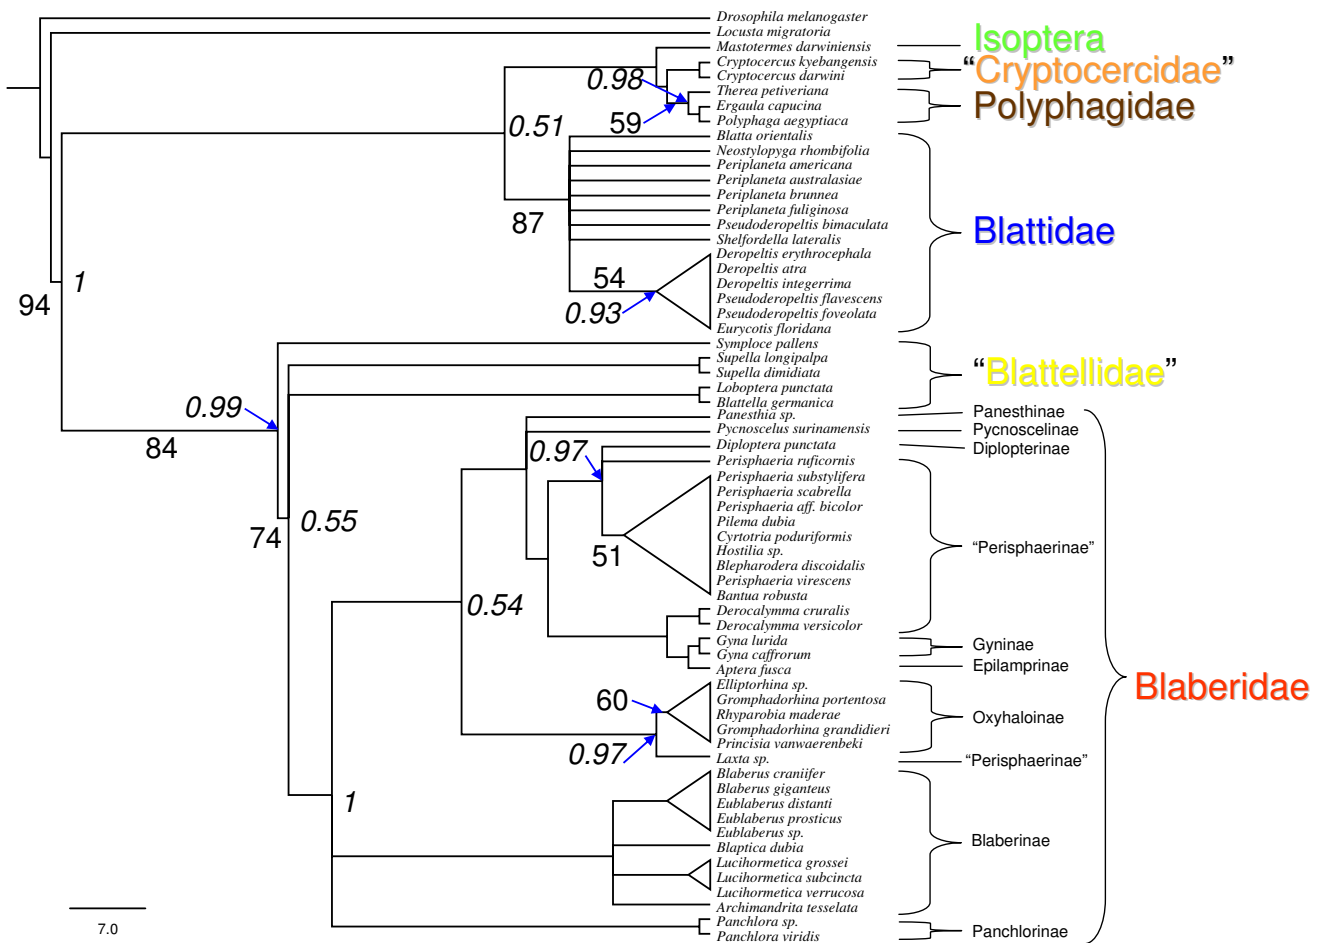 Drosophila melanogaster
Locusta migratoria
Mastotermes darwiniensis
Isoptera
Cryptocercus kyebangensis
Cryptocercus darwini
“Cryptocercidae”
0.98
Therea petiveriana
Ergaula capucina
Polyphaga aegyptiaca
Polyphagidae
59
0.51
Blatta orientalis
Neostylopyga rhombifolia
Periplaneta americana
Periplaneta australasiae
Periplaneta brunnea
Periplaneta fuliginosa
Pseudoderopeltis bimaculata
Shelfordella lateralis
87
Blattidae
Deropeltis erythrocephala
Deropeltis atra
Deropeltis integerrima
Pseudoderopeltis flavescens
Pseudoderopeltis foveolata
Eurycotis floridana
54
0.93
1
94
Symploce pallens
Supella longipalpa
Supella dimidiata
Loboptera punctata
Blattella germanica
“Blattellidae”
0.99
84
Panesthia sp.
Panesthinae
Pycnoscelus surinamensis
Pycnoscelinae
Diploptera punctata
Diplopterinae
0.97
Perisphaeria ruficornis
Perisphaeria substylifera
Perisphaeria scabrella
Perisphaeria aff. bicolor
Pilema dubia
Cyrtotria poduriformis
Hostilia sp.
Blepharodera discoidalis
Perisphaeria virescens
Bantua robusta
Derocalymma cruralis
Derocalymma versicolor
“Perisphaerinae”
51
0.55
74
0.54
Gyna lurida
Gyna caffrorum
Gyninae
Aptera fusca
Epilamprinae
Elliptorhina sp.
Gromphadorhina portentosa
Rhyparobia maderae
Gromphadorhina grandidieri
Princisia vanwaerenbeki
Oxyhaloinae
60
0.97
Laxta sp.
“Perisphaerinae”
Blaberidae
Blaberus craniifer
Blaberus giganteus
Eublaberus distanti
Eublaberus prosticus
Eublaberus sp.
Blaptica dubia
Lucihormetica grossei
Lucihormetica subcincta
Lucihormetica verrucosa
Archimandrita tesselata
Blaberinae
1
Panchlora sp.
Panchlora viridis
Panchlorinae
7.0